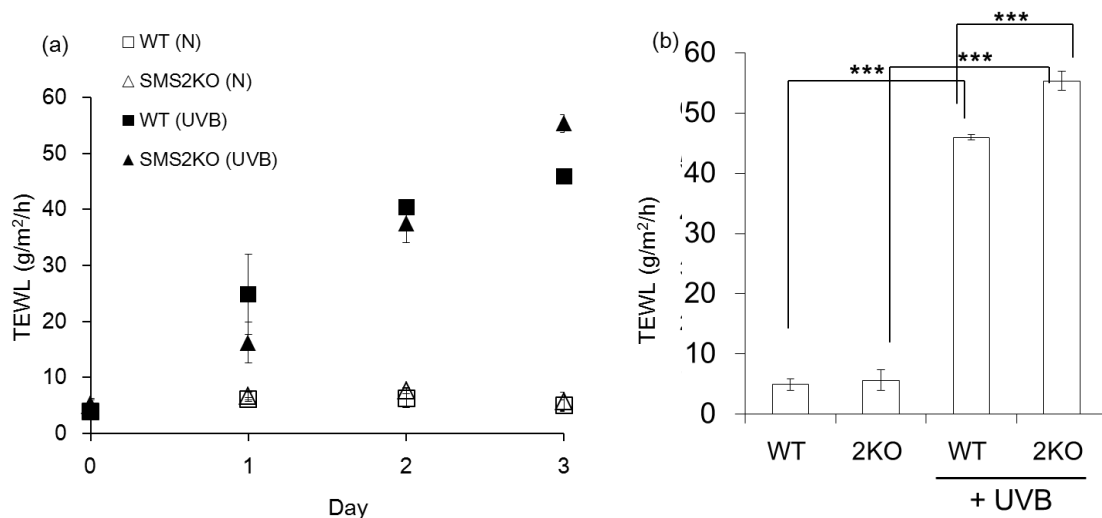 (a)
WT (N)
SMS2KO (N)
WT (UVB)
SMS2KO (UVB)
TEWL (g/m²/h)
60
50
40
30
20
10
0
0 1 2 3
Day
(b)
***
*** ***
TEWL (g/m²/h)
60
50
40
30
20
10
0
WT 2KO WT 2KO
+ UVB